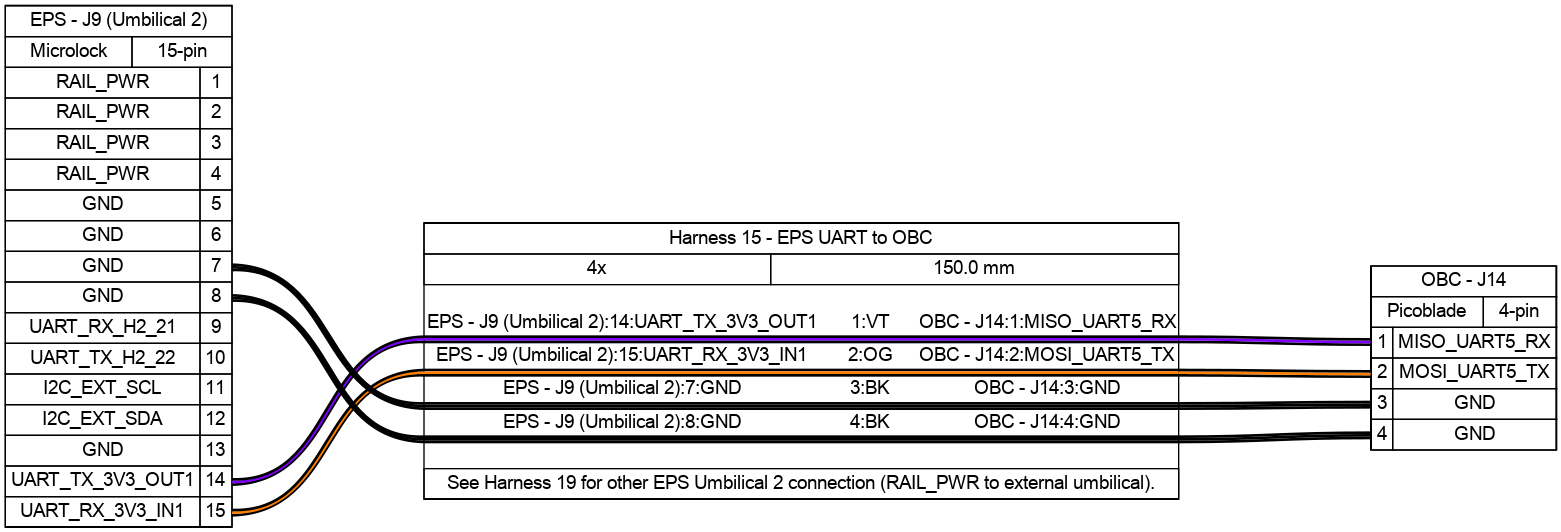 EPS - J9 (Umbilical 2)
Microlock 15-pin
RAIL_PWR 1
RAIL_PWR 2
RAIL_PWR 3
RAIL_PWR 4
GND 5
GND 6
GND 7
GND 8
UART_RX_H2_21 9
UART_TX_H2_22 10
I2C_EXT_SCL 11
I2C_EXT_SDA 12
GND 13
UART_TX_3V3_OUT1 14
UART_RX_3V3_IN1 15
Harness 15 - EPS UART to OBC
4x 150.0 mm
EPS - J9 (Umbilical 2):14:UART_TX_3V3_OUT1 1:VT OBC - J14:1:MISO_UART5_RX
EPS - J9 (Umbilical 2):15:UART_RX_3V3_IN1 2:OG OBC - J14:2:MOSI_UART5_TX
EPS - J9 (Umbilical 2):7:GND 3:BK OBC - J14:3:GND
EPS - J9 (Umbilical 2):8:GND 4:BK OBC - J14:4:GND
See Harness 19 for other EPS Umbilical 2 connection (RAIL_PWR to external umbilical).
OBC - J14
Picoblade 4-pin
1 MISO_UART5_RX
2 MOSI_UART5_TX
3 GND
4 GND